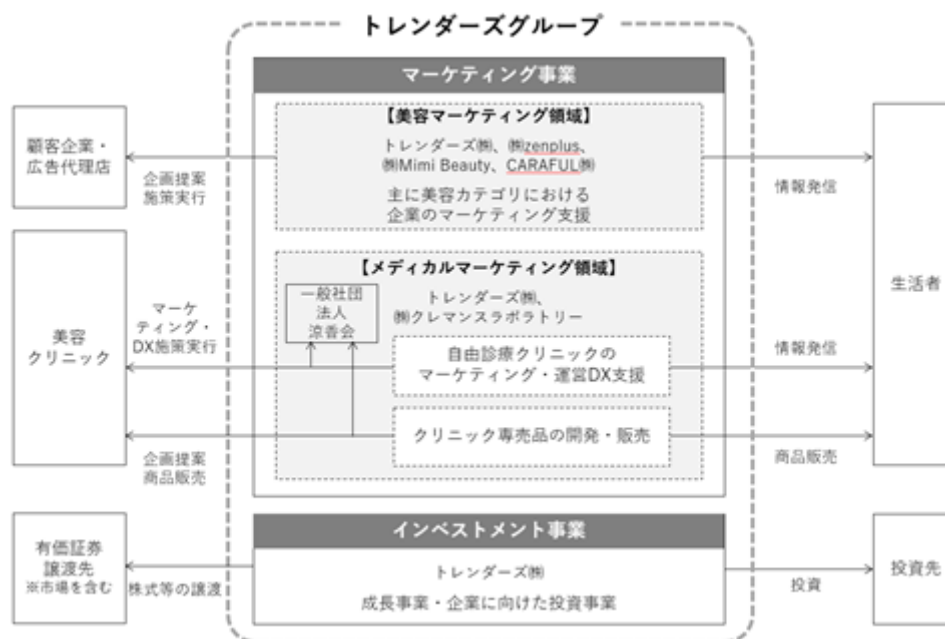 トレンダーズグループ
マーケティング事業
【美容マーケティング領域】
トレンダーズ㈱、㈱zenplus、
㈱Mimi Beauty、CARAFUL㈱
主に美容カテゴリにおける
企業のマーケティング支援
顧客企業・
広告代理店
企画提案
施策実行
情報発信
【メディカルマーケティング領域】
一般社団
法人
涼香会
トレンダーズ㈱、
㈱クレマンスラボラトリー
自由診療クリニックの
マーケティング・運営DX支援
クリニック専売品の開発・販売
美容
クリニック
マーケ
ティング・
DX施策実行
企画提案
商品販売
生活者
情報発信
商品販売
インベストメント事業
トレンダーズ㈱
成長事業・企業に向けた投資事業
有価証券
譲渡先
※市場を含む
株式等の譲渡
投資
投資先